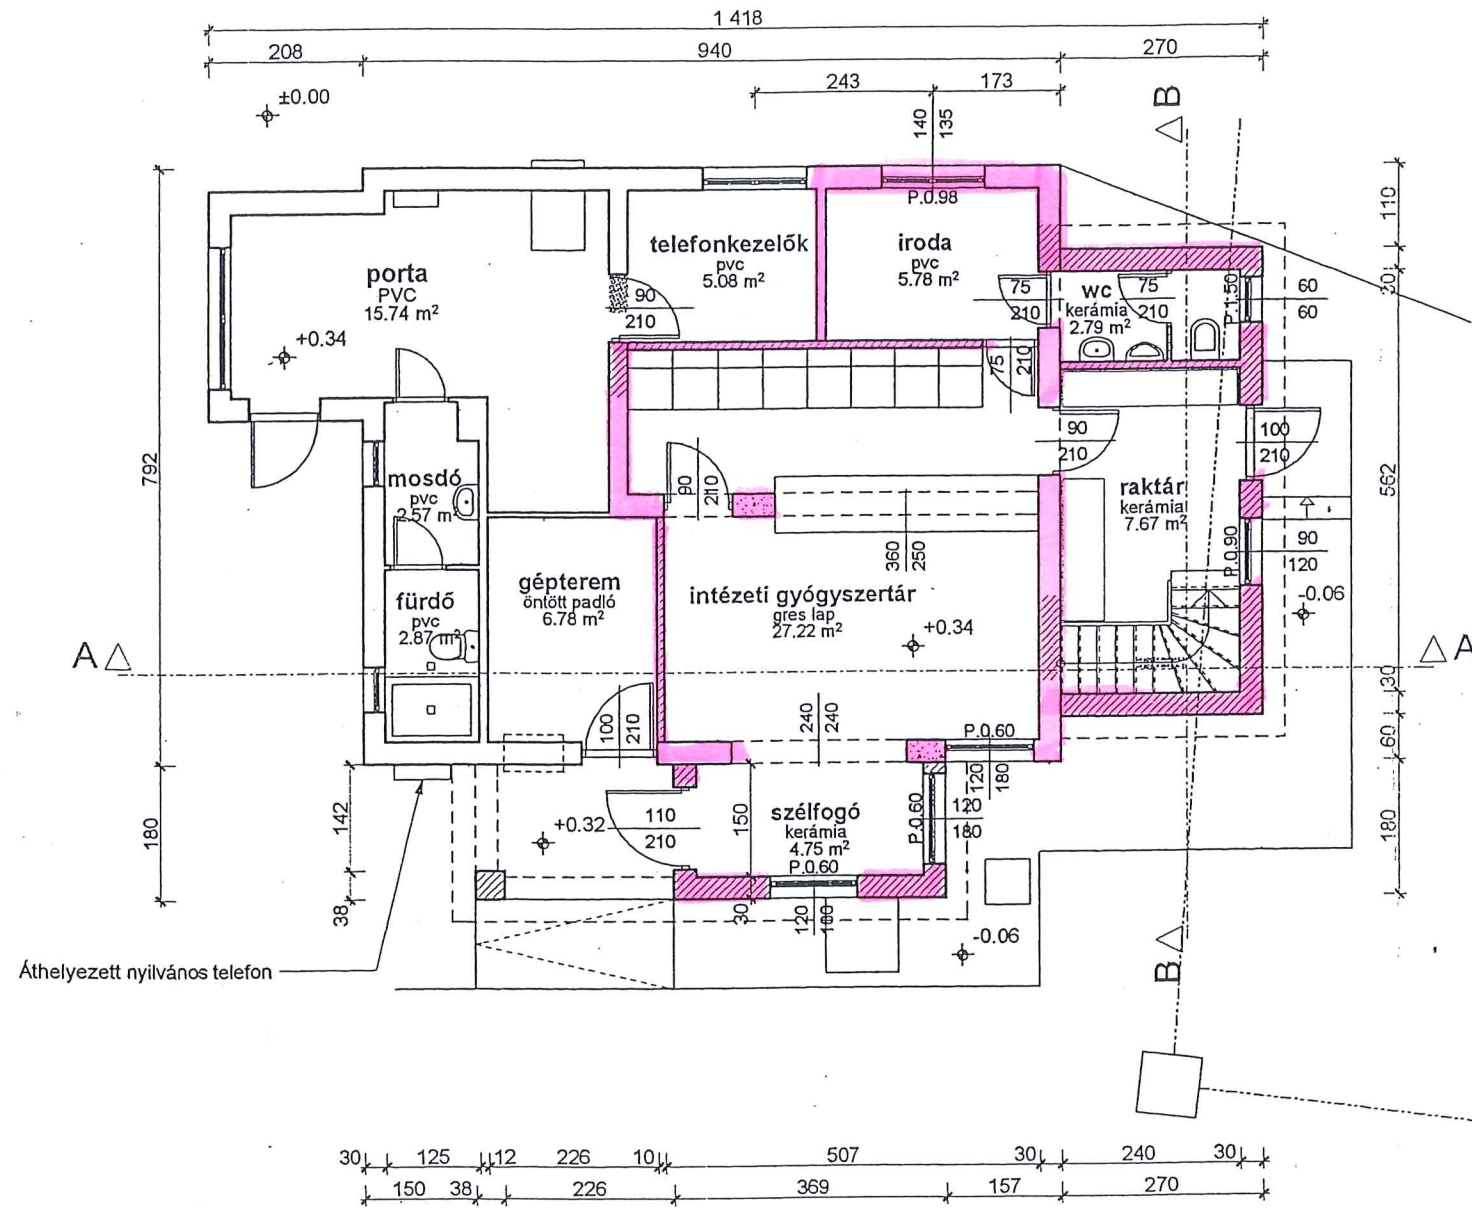 1 418
208
940
270
243
173
±0.00
140
135
B
P.0.98
porta
PVC
15.74 m²
+0.34
telefonkezelők
pvc
5.08 m²
90
210
iroda
pvc
5.78 m²
75
210
wc
kerámia
2.79 m²
75
210
P.1.50
60
60
110
30
75
210
90
210
100
210
792
mosdó
pvc
2.57 m²
90
210
raktár
kerámia
7.67 m²
562
360
250
P.0.90
90
120
-0.06
gépterem
öntött padló
6.78 m²
fürdő
pvc
2.87 m²
intézeti gyógyszertár
gres lap
27.22 m²
+0.34
A
A
30
100
210
240
240
P.0.60
60
120
180
142
180
38
+0.32
110
210
150
szélfogó
kerámia
4.75 m²
P.0.60
P.0.60
120
180
180
30
120
100
-0.06
B
Áthelyezett nyilvános telefon
30
125
12
226
10
507
30
240
30
150
38
226
369
157
270